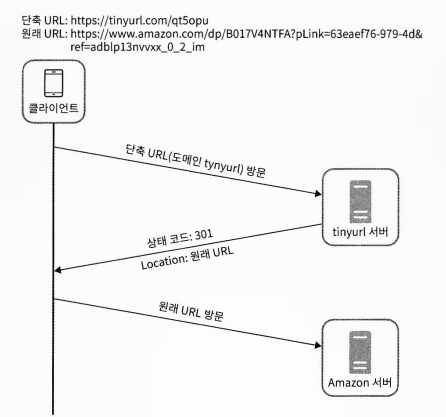 단축 URL: https://tinyurl.com/qt5opu
원래 URL: https://www.amazon.com/dp/B017V4NTFA?pLink=63eaef76-979-4d&
ref=adblp13nvvxx_0_2_im
클라이언트
단축 URL(도메인 tynyurl) 방문
tinyurl 서버
상태 코드: 301
Location: 원래 URL
원래 URL 방문
Amazon 서버